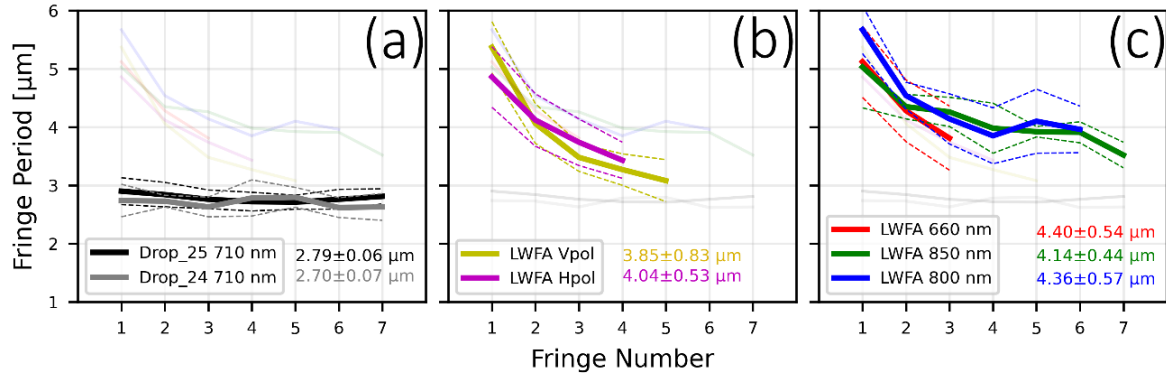 (a)
(b)
(c)
Fringe Period [µm]
6
5
4
3
2
1
Drop_25 710 nm
2.79±0.06 µm
Drop_24 710 nm
2.70±0.07 µm
LWFA Vpol
3.85±0.83 µm
LWFA Hpol
4.04±0.53 µm
LWFA 660 nm
4.40±0.54 µm
LWFA 850 nm
4.14±0.44 µm
LWFA 800 nm
4.36±0.57 µm
1 2 3 4 5 6 7
1 2 3 4 5 6 7
1 2 3 4 5 6 7
Fringe Number